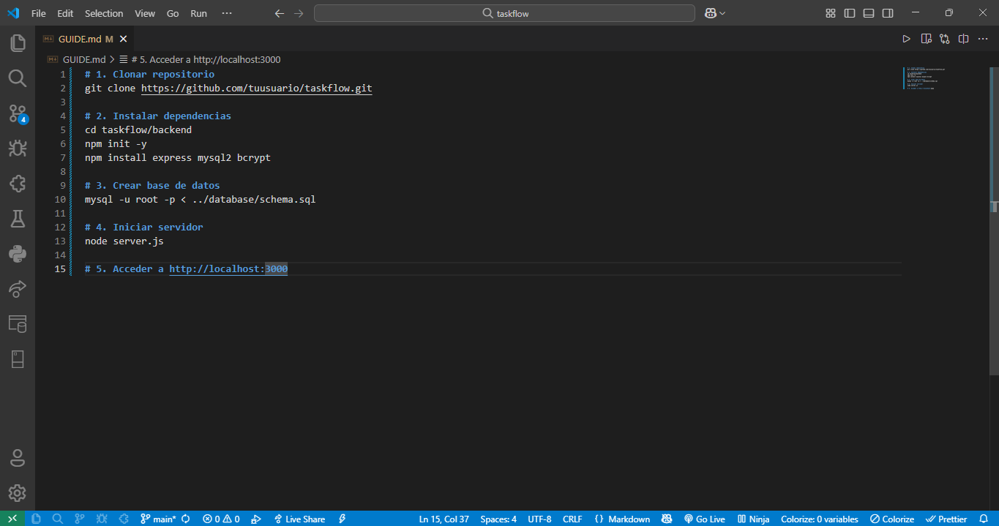 File Edit Selection View Go Run ··· taskflow
GUIDE.md M
GUIDE.md > # 5. Acceder a http://localhost:3000
1 # 1. Clonar repositorio
2 git clone https://github.com/tuusuario/taskflow.git
3
4 # 2. Instalar dependencias
5 cd taskflow/backend
6 npm init -y
7 npm install express mysql2 bcrypt
8
9 # 3. Crear base de datos
10 mysql -u root -p < ../database/schema.sql
11
12 # 4. Iniciar servidor
13 node server.js
14
15 # 5. Acceder a http://localhost:3000
4
main* 0 0 Live Share Ln 15, Col 37 Spaces: 4 UTF-8 CRLF {} Markdown Go Live Ninja Colorize: 0 variables Colorize Prettier